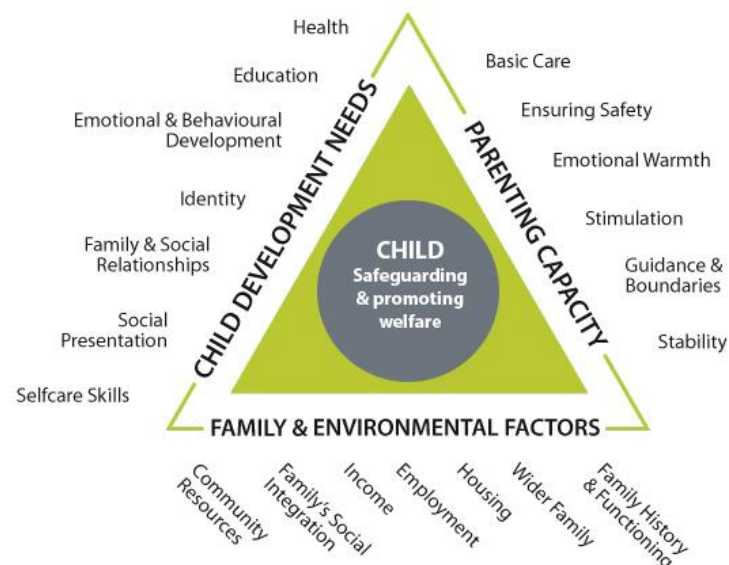 Health
Education
Emotional & Behavioural
Development
Identity
Family & Social
Relationships
Social
Presentation
Selfcare Skills
CHILD DEVELOPMENT NEEDS
CHILD
Safeguarding
& promoting
welfare
PARENTING CAPACITY
Basic Care
Ensuring Safety
Emotional Warmth
Stimulation
Guidance &
Boundaries
Stability
FAMILY & ENVIRONMENTAL FACTORS
Community
Resources
Family's Social
Integration
Income
Employment
Housing
Wider Family
Family History
& Functioning